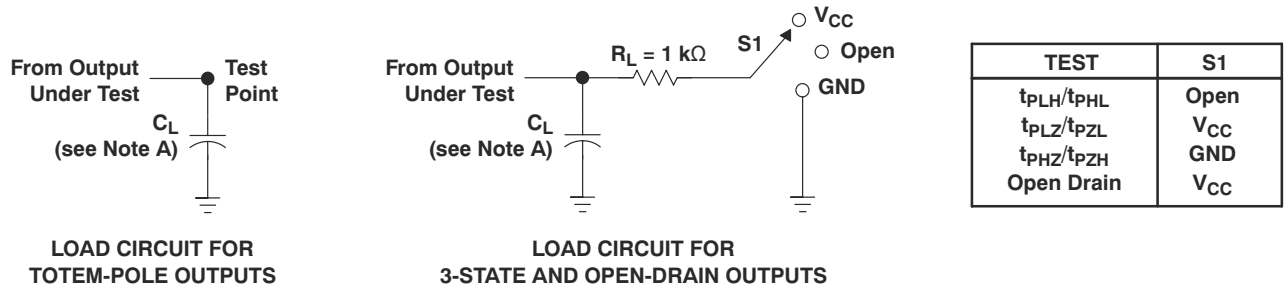 From Output
Under Test
Test
Point
CL
(see Note A)
LOAD CIRCUIT FOR
TOTEM-POLE OUTPUTS
From Output
Under Test
CL
(see Note A)
RL = 1 kΩ
S1
VCC
Open
GND
LOAD CIRCUIT FOR
3-STATE AND OPEN-DRAIN OUTPUTS
TEST S1
tPLH/tPHL Open
tPLZ/tPZL VCC
tPHZ/tPZH GND
Open Drain VCC